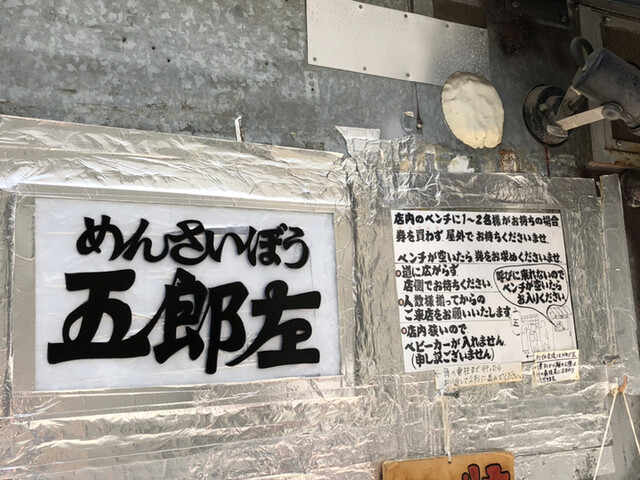 めんさいぼう
五郎左
店内のベンチに1〜2名様がお待ちの場合
券を買わず屋外でお待ちくださいませ
ベンチが空いたら券をお求めください
●道に広がらず
店側でお待ちください
●人数様揃ってからの
ご来店をお願いいたします
●店内狭いので
ベビーカーが入れません
(申し訳ございません)
呼びに来れないので
ベンチが空いたら
お入りください